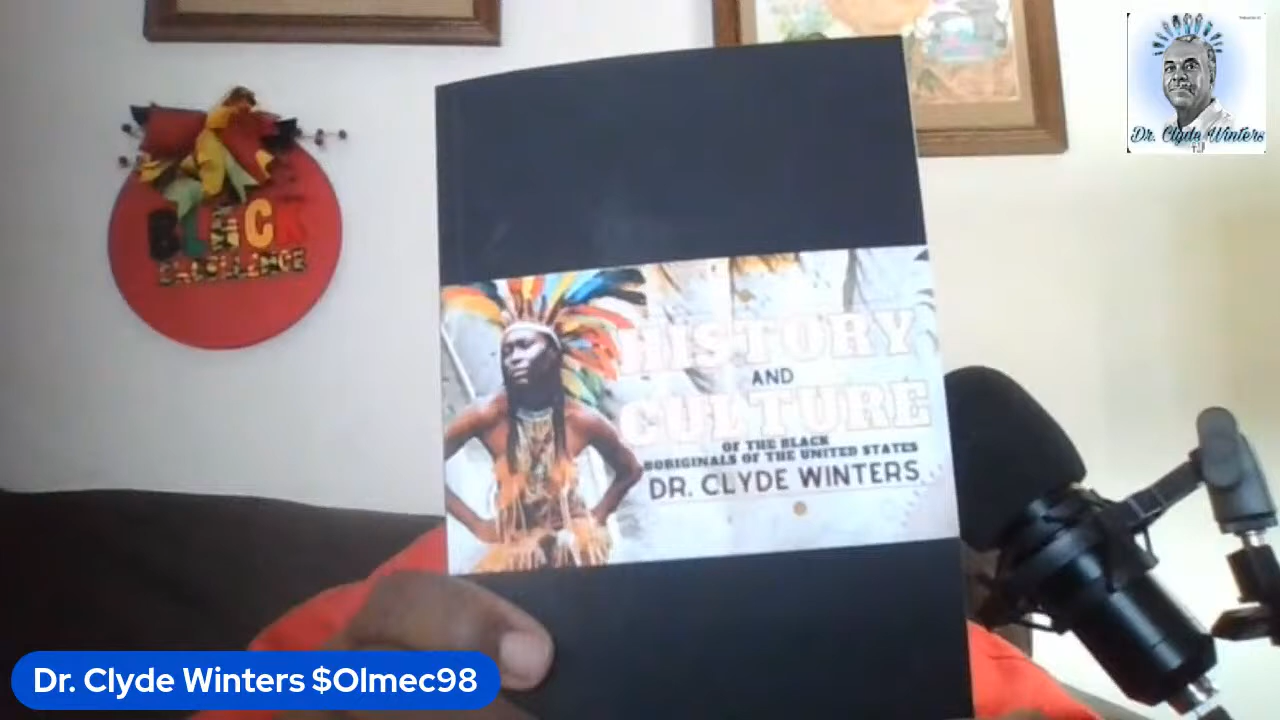 Dr. Clyde Winters
BLACK
EXCELLENCE
HISTORY
AND
CULTURE
OF THE BLACK
ABORIGINALS OF THE UNITED STATES
DR. CLYDE WINTERS
Dr. Clyde Winters $Olmec98